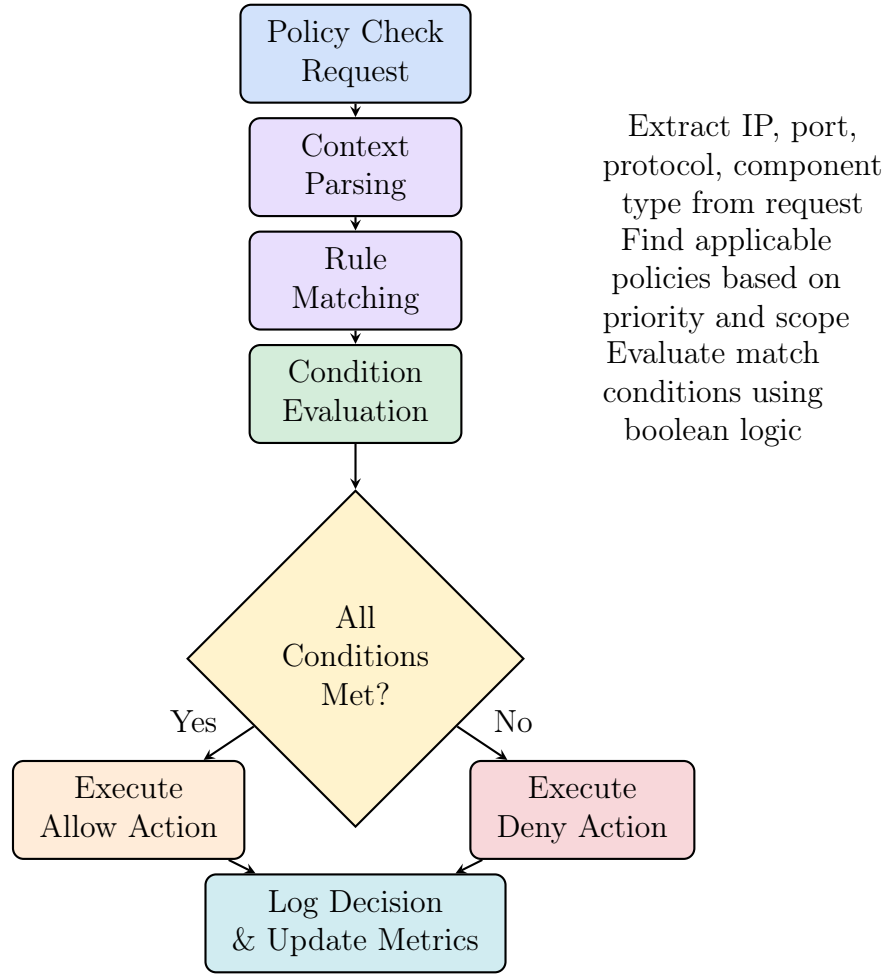 Policy Check
Request
Context
Parsing
Rule
Matching
Condition
Evaluation
Extract IP, port,
protocol, component
type from request
Find applicable
policies based on
priority and scope
Evaluate match
conditions using
boolean logic
All
Conditions
Met?
Yes
No
Execute
Allow Action
Execute
Deny Action
Log Decision
& Update Metrics